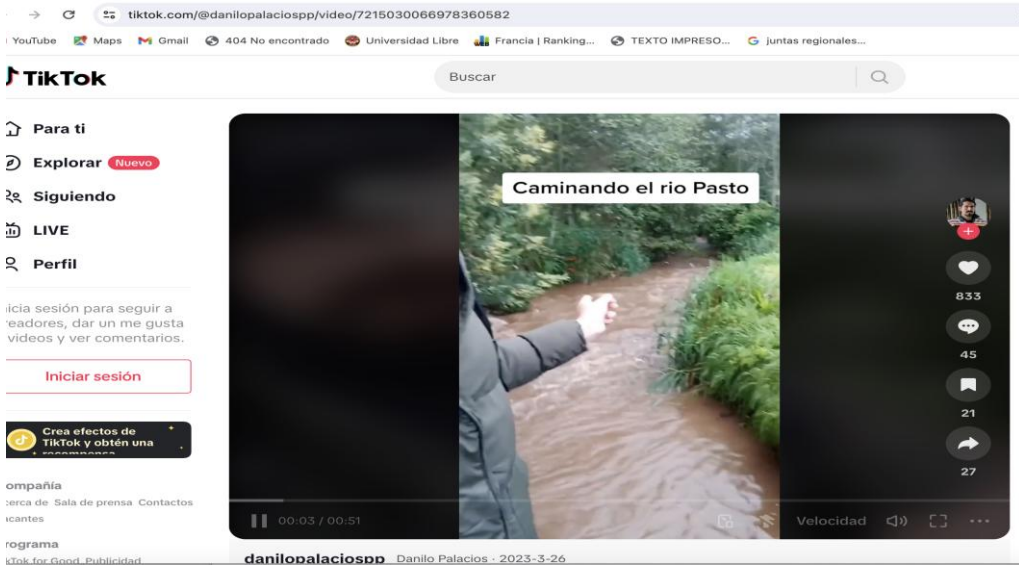 tiktok.com/@danilopalaciospp/video/7215030066978360582
YouTube Maps Gmail 404 No encontrado Universidad Libre Francia | Ranking... TEXTO IMPRESO... juntas regionales...
TikTok
Buscar
Para ti
Explorar Nuevo
Siguiendo
LIVE
Perfil
icia sesión para seguir a
readores, dar un me gusta
videos y ver comentarios.
Iniciar sesión
Crea efectos de
TikTok y obtén una
recompensa
ompañía
cerca de Sala de prensa Contactos
acantes
rograma
kTok for Good Publicidad
Caminando el rio Pasto
833
45
21
27
00:03 / 00:51
Velocidad
danilopalaciospp Danilo Palacios · 2023-3-26